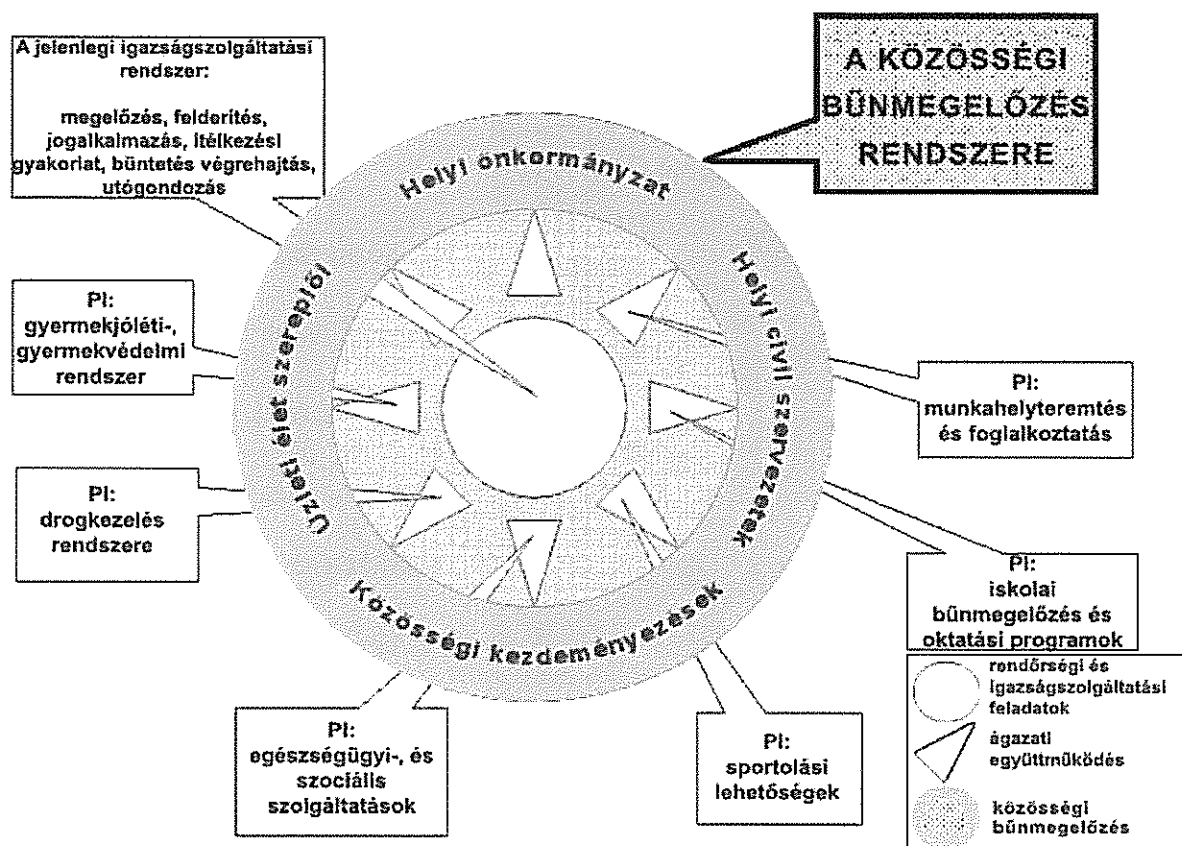 A jelenlegi igazságszolgáltatási
rendszer:
megelőzés, felderítés,
jogalkalmazás, ítélkezési
gyakorlat, büntetés végrehajtás,
utógondozás
A KÖZÖSSÉGI
BŰNMEGELŐZÉS
RENDSZERE
Helyi önkormányzat
Helyi civil szervezetek
Közösségi kezdeményezések
Üzleti élet szereplői
Pl:
gyermekjóléti-,
gyermekvédelmi
rendszer
Pl:
munkahelyteremtés
és foglalkoztatás
Pl:
drogkezelés
rendszere
Pl:
iskolai
bűnmegelőzés és
oktatási programok
Pl:
egészségügyi-, és
szociális
szolgáltatások
Pl:
sportolási
lehetőségek
rendőrségi és
igazságszolgáltatási
feladatok
ágazati
együttműködés
közösségi
bűnmegelőzés